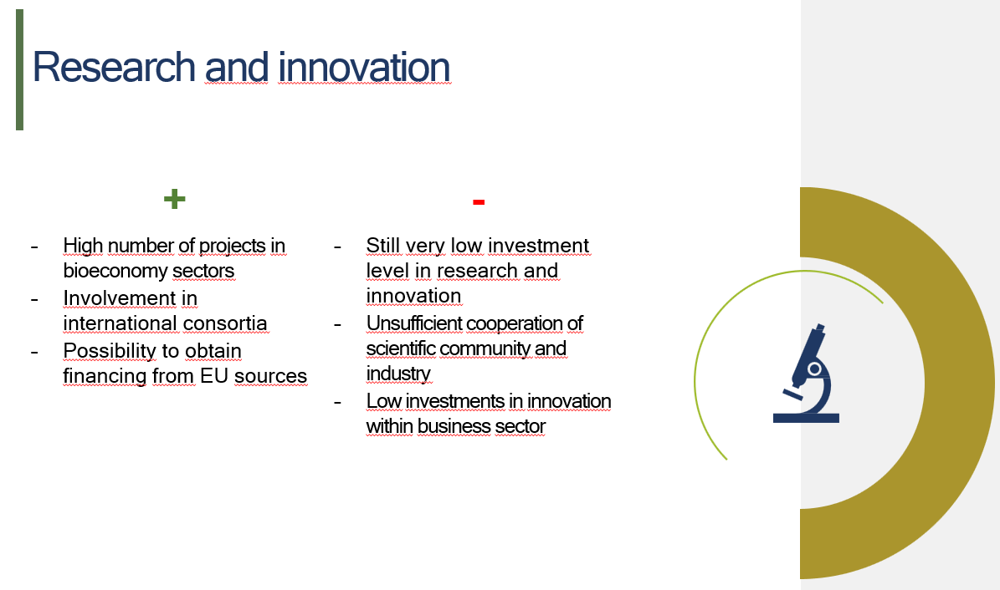 Research and innovation
+
- High number of projects in
bioeconomy sectors
- Involvement in
international consortia
- Possibility to obtain
financing from EU sources
-
- Still very low investment
level in research and
innovation
- Unsufficient cooperation of
scientific community and
industry
- Low investments in innovation
within business sector